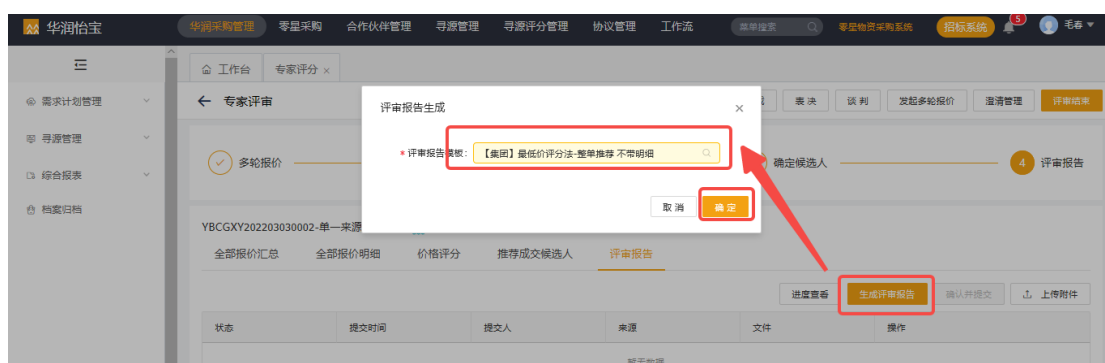 华润怡宝
华润采购管理 零星采购 合作伙伴管理 寻源管理 寻源评分管理 协议管理 工作流 菜单搜索 零星物资采购系统 招标系统 5 毛春
工作台 专家评分 ×
需求计划管理
寻源管理
综合报表
档案归档
← 专家评审
表决 谈判 发起多轮报价 澄清管理 评审结束
评审报告生成 ×
* 评审报告模板: 【集团】最低价评分法-整单推荐 不带明细
取消 确定
多轮报价 确定候选人 4 评审报告
YBCGXY202203030002-单一来源
全部报价汇总 全部报价明细 价格评分 推荐成交候选人 评审报告
进度查看 生成评审报告 确认并提交 上传附件
状态 提交时间 提交人 来源 文件 操作